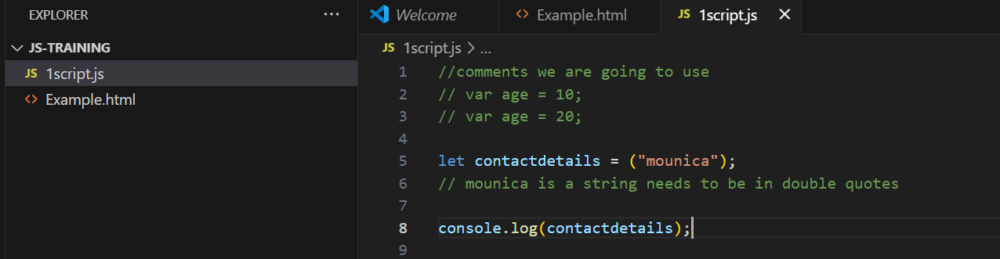 EXPLORER ...
JS-TRAINING
JS 1script.js
<> Example.html
Welcome
<> Example.html
JS 1script.js
JS 1script.js > ...
1 //comments we are going to use
2 // var age = 10;
3 // var age = 20;
4
5 let contactdetails = ("mounica");
6 // mounica is a string needs to be in double quotes
7
8 console.log(contactdetails);
9